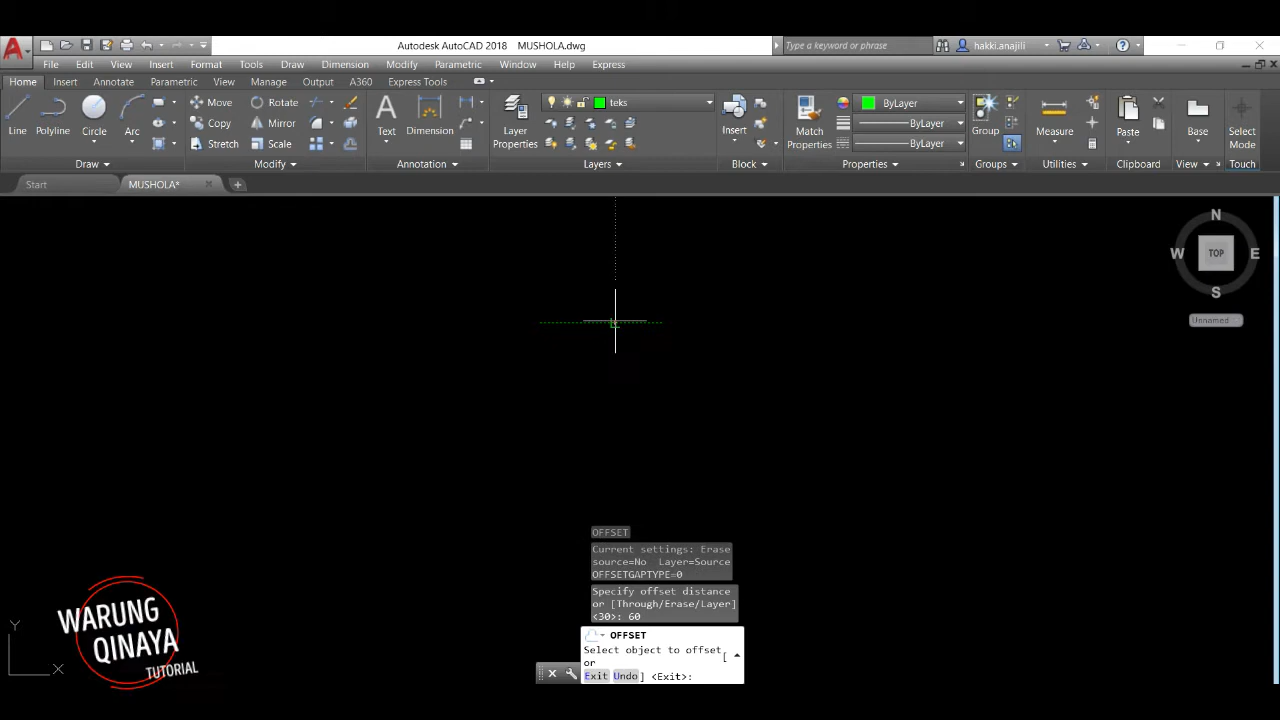 Autodesk AutoCAD 2018 MUSHOLA.dwg
Type a keyword or phrase
hakki.anajili
File Edit View Insert Format Tools Draw Dimension Modify Parametric Window Help Express
Home Insert Annotate Parametric View Manage Output A360 Express Tools
Line Polyline Circle Arc
Move Rotate
Copy Mirror
Stretch Scale
Text Dimension
Layer Properties
teks
Insert
Match Properties
ByLayer
ByLayer
ByLayer
Group
Measure
Paste
Base
Select Mode
Draw Modify Annotation Layers Block Properties Groups Utilities Clipboard View Touch
Start MUSHOLA*
N
W TOP E
S
Unnamed
OFFSET
Current settings: Erase
source=No Layer=Source
OFFSETGAPTYPE=0
Specify offset distance
or [Through/Erase/Layer]
<30>: 60
OFFSET
Select object to offset
or [
Exit Undo] <Exit>:
Y
X
WARUNG
QINAYA
TUTORIAL